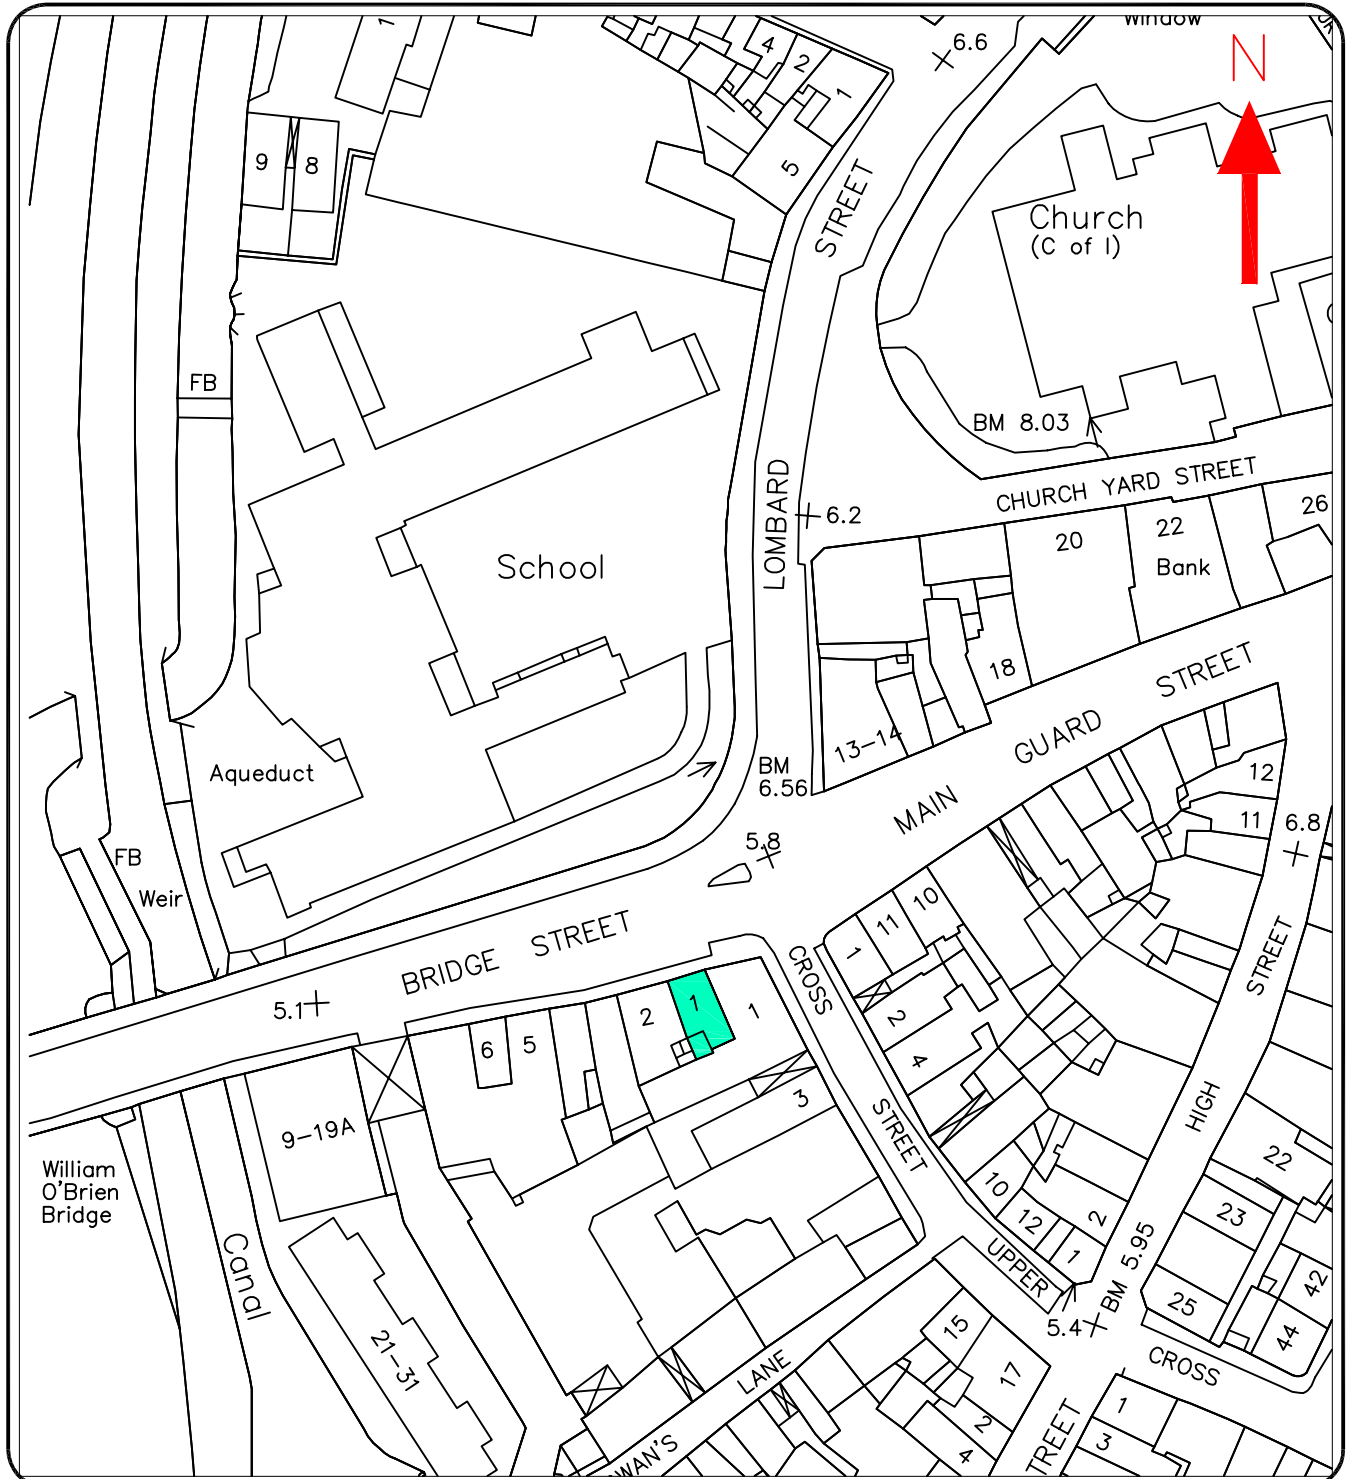 Window
6.6
N
1
4
2
1
5
9
8
STREET
Church
(C of I)
FB
BM 8.03
CHURCH YARD STREET
LOMBARD
6.2
20
22
Bank
26
School
18
STREET
13-14
GUARD
MAIN
BM
6.56
Aqueduct
12
11
6.8
5.8
FB
Weir
10
11
1
BRIDGE STREET
CROSS
STREET
5.1
2
1
1
2
6
5
4
3
9-19A
STREET
HIGH
William
O'Brien
Bridge
22
10
12
2
1
23
UPPER
BM 5.95
Canal
42
25
44
5.4
15
21-31
LANE
17
CROSS
2
4
1
3